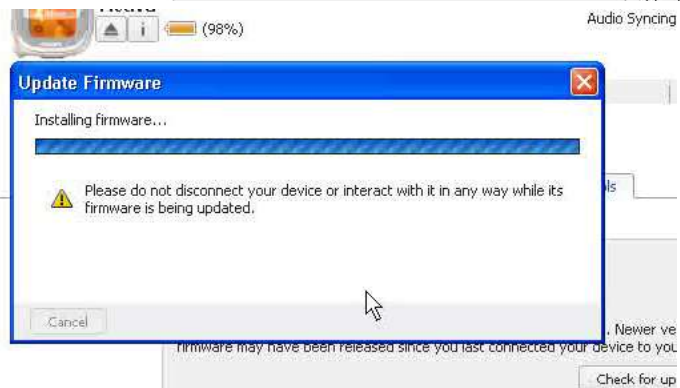 (98%)
Audio Syncing
Update Firmware
Installing firmware...
Please do not disconnect your device or interact with it in any way while its
firmware is being updated.
Cancel
. Newer ve
firmware may have been released since you last connected your device to you
Check for up